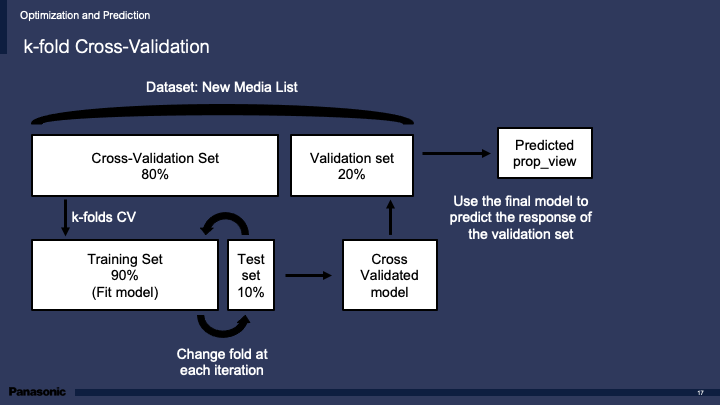 Optimization and Prediction
k-fold Cross-Validation
Dataset: New Media List
Cross-Validation Set
80%
Validation set
20%
Predicted
prop_view
k-folds CV
Use the final model to
predict the response of
the validation set
Training Set
90%
(Fit model)
Test
set
10%
Cross
Validated
model
Change fold at
each iteration
Panasonic
17